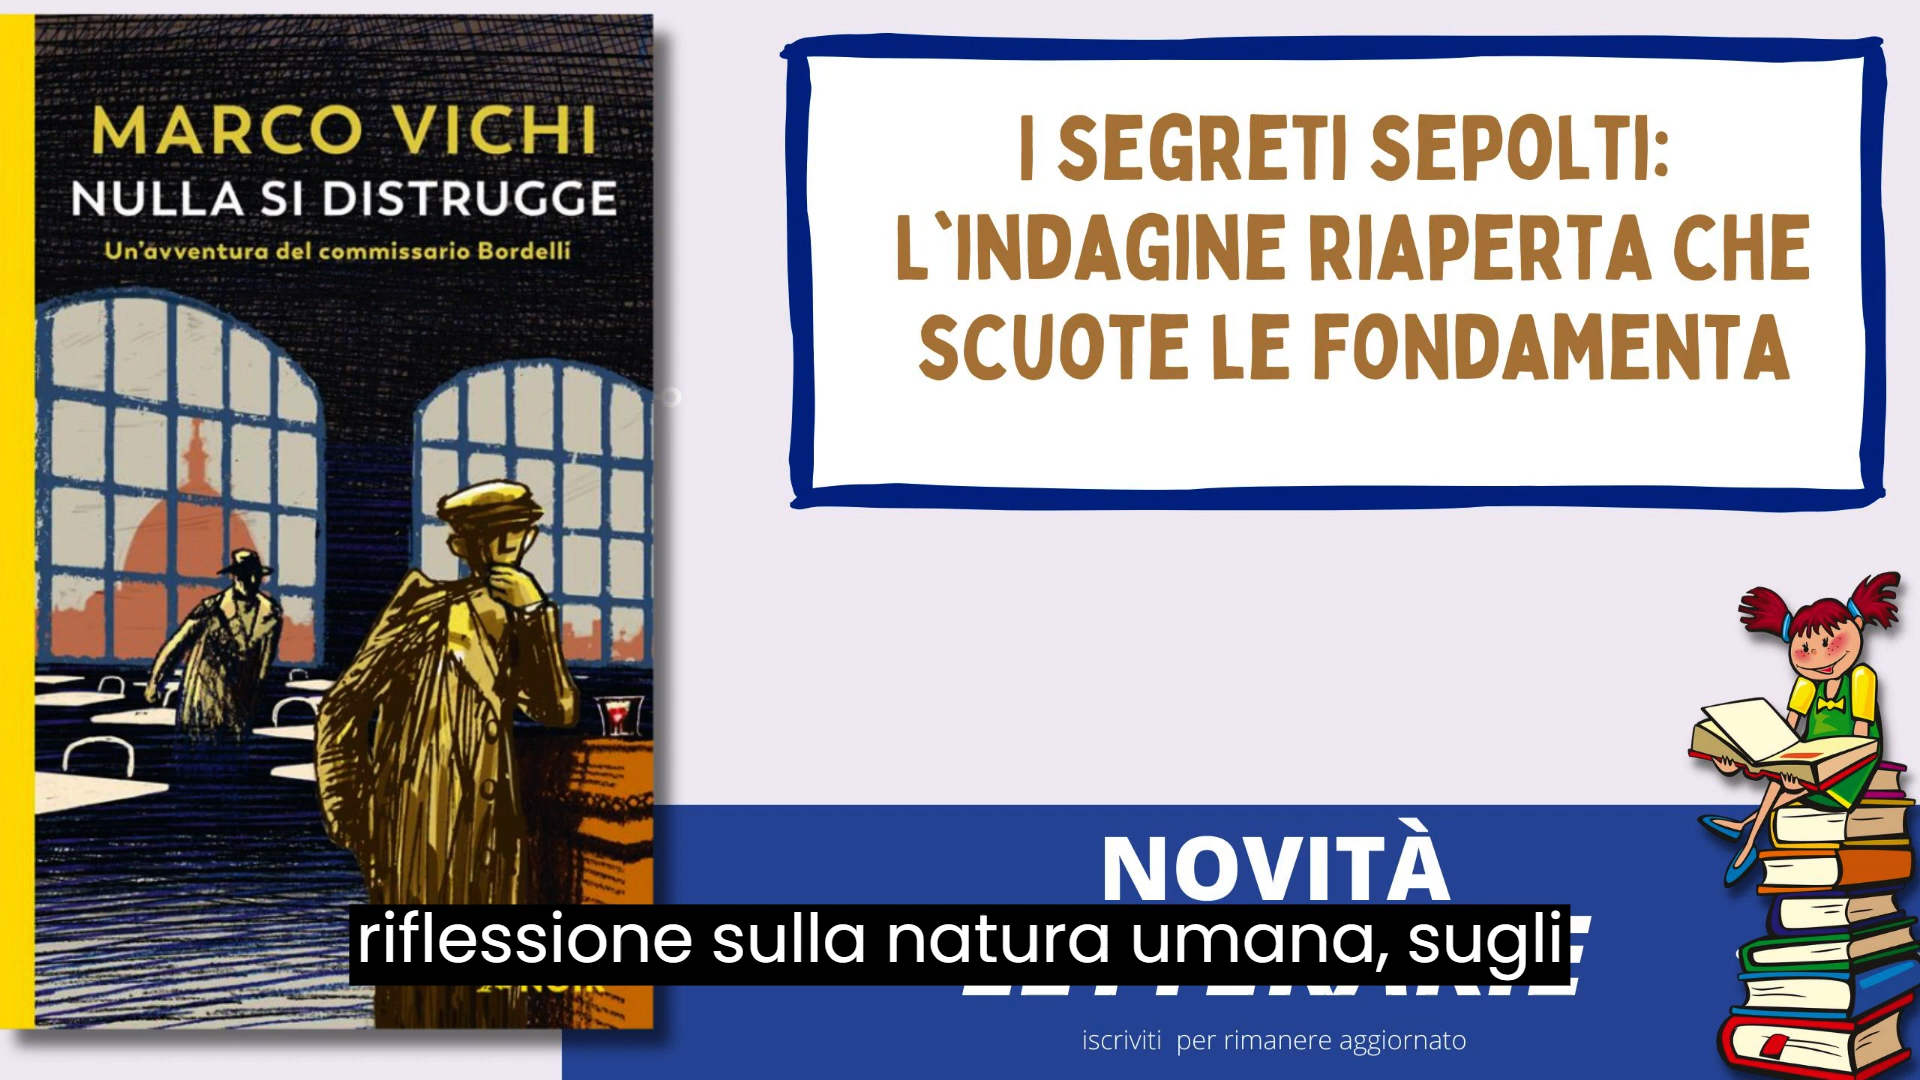 MARCO VICHI
NULLA SI DISTRUGGE
Un'avventura del commissario Bordelli
I SEGRETI SEPOLTI:
L`INDAGINE RIAPERTA CHE
SCUOTE LE FONDAMENTA
NOVITÀ
riflessione sulla natura umana, sugli
iscriviti per rimanere aggiornato